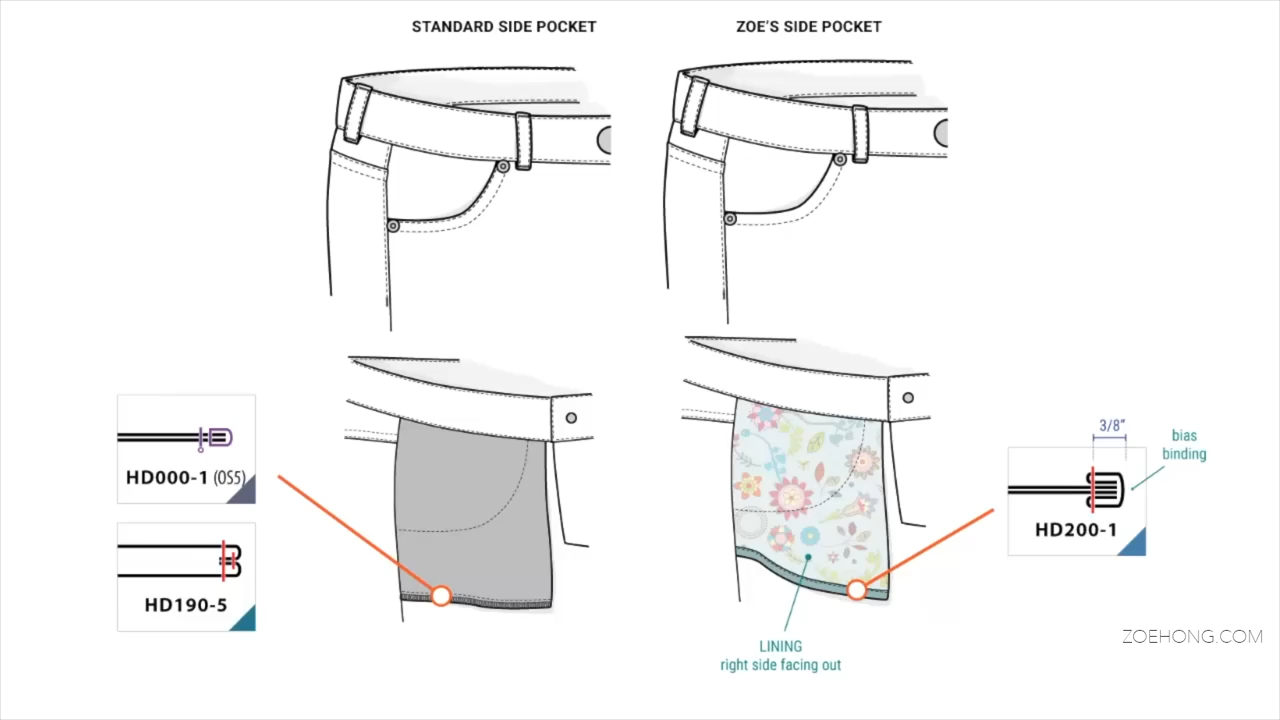 STANDARD SIDE POCKET
ZOE'S SIDE POCKET
HD000-1 (OS5)
HD190-5
3/8”
bias
binding
HD200-1
LINING
right side facing out
ZOEHONG.COM